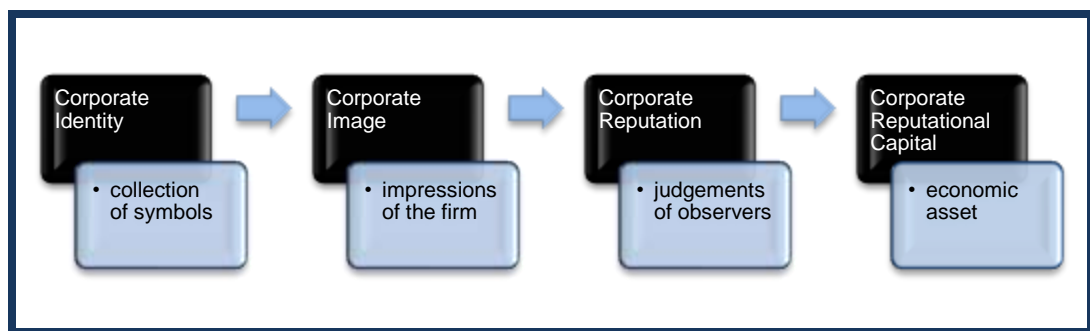 Corporate
Identity
• collection
of symbols
Corporate
Image
• impressions
of the firm
Corporate
Reputation
• judgements
of observers
Corporate
Reputational
Capital
• economic
asset